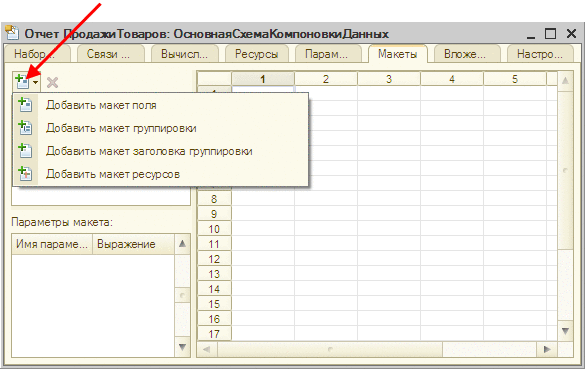 Отчет ПродажиТоваров: ОсновнаяСхемаКомпоновкиДанных
Набор... Связи ... Вычисл... Ресурсы Парам... Макеты Вложе... Настро...
1 2 3 4 5
Добавить макет поля
Добавить макет группировки
Добавить макет заголовка группировки
Добавить макет ресурсов
8
9
10
11
12
13
14
15
16
17
Параметры макета:
Имя параме... Выражение